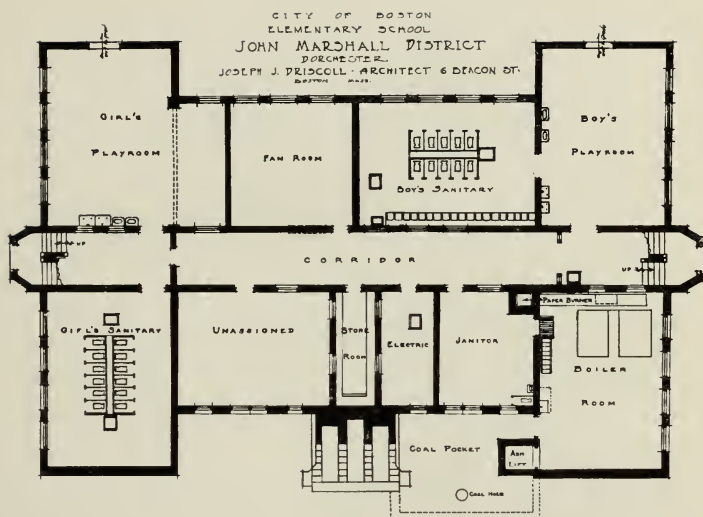 CITY OF BOSTON
ELEMENTARY SCHOOL
JOHN MARSHALL DISTRICT
DORCHESTER
JOSEPH J. DRISCOLL · ARCHITECT 6 BEACON ST.
BOSTON MASS.
GIRL'S
PLAYROOM
FAN ROOM
BOY'S SANITARY
BOY'S
PLAYROOM
UP
CORRIDOR
UP
GIRL'S SANITARY
UNASSIGNED
STORE
ROOM
ELECTRIC
JANITOR
PAPER BURNER
BOILER
ROOM
COAL POCKET
ASH
LIFT
COAL HOLE